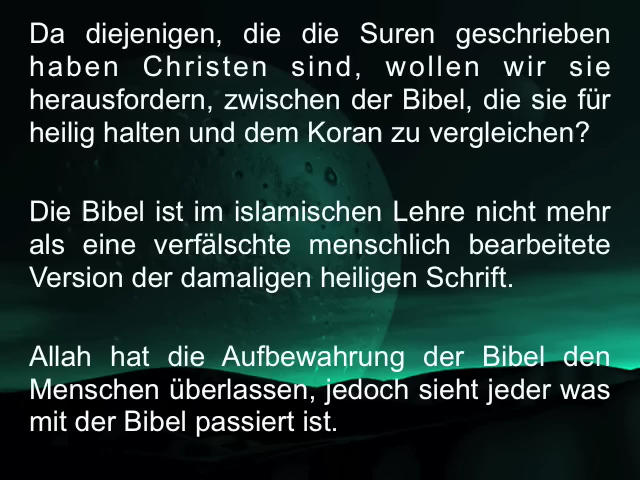 Da diejenigen, die die Suren geschrieben
haben Christen sind, wollen wir sie
herausfordern, zwischen der Bibel, die sie für
heilig halten und dem Koran zu vergleichen?
Die Bibel ist im islamischen Lehre nicht mehr
als eine verfälschte menschlich bearbeitete
Version der damaligen heiligen Schrift.
Allah hat die Aufbewahrung der Bibel den
Menschen überlassen, jedoch sieht jeder was
mit der Bibel passiert ist.